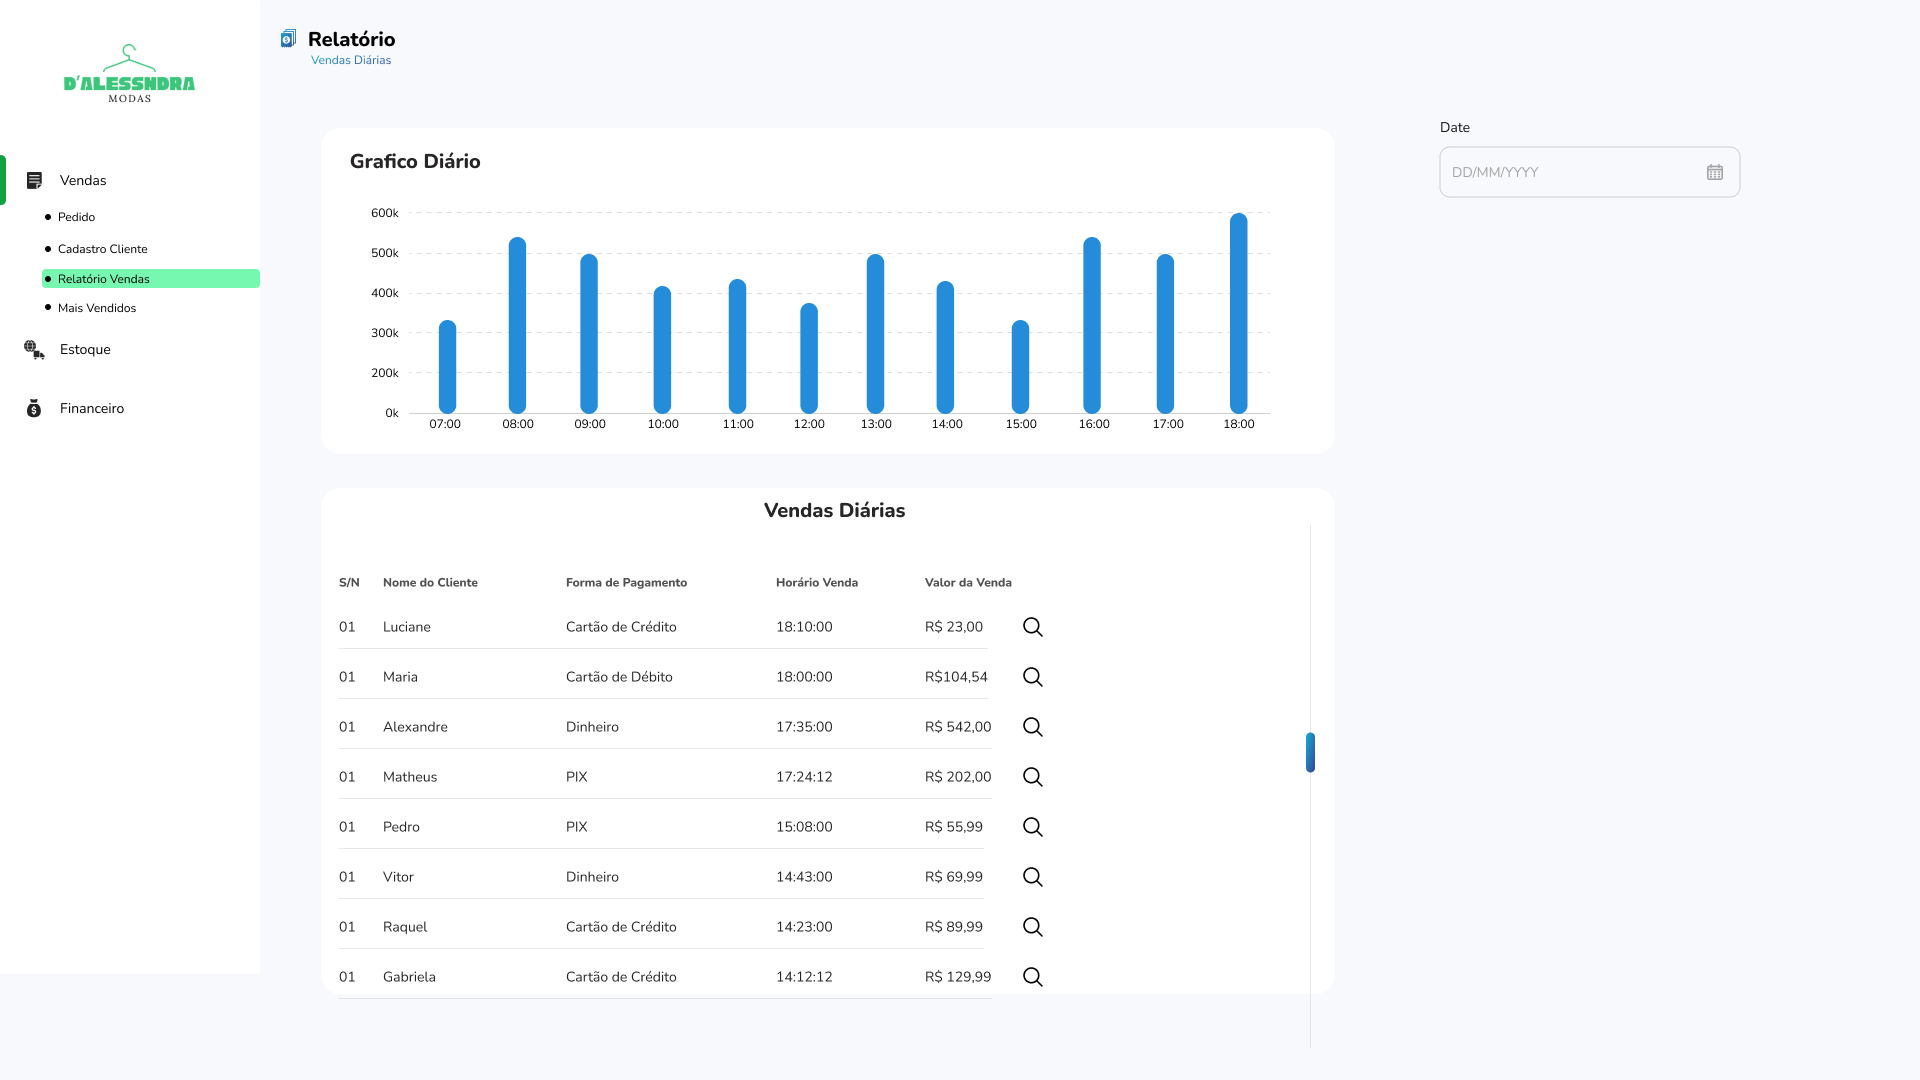 D'ALESSNDRA
MODAS
Vendas
Pedido
Cadastro Cliente
Relatório Vendas
Mais Vendidos
Estoque
Financeiro
Relatório
Vendas Diárias
Date
DD/MM/YYYY
Grafico Diário
600k
500k
400k
300k
200k
0k
07:00 08:00 09:00 10:00 11:00 12:00 13:00 14:00 15:00 16:00 17:00 18:00
Vendas Diárias
S/N Nome do Cliente Forma de Pagamento Horário Venda Valor da Venda
01 Luciane Cartão de Crédito 18:10:00 R$ 23,00
01 Maria Cartão de Débito 18:00:00 R$104,54
01 Alexandre Dinheiro 17:35:00 R$ 542,00
01 Matheus PIX 17:24:12 R$ 202,00
01 Pedro PIX 15:08:00 R$ 55,99
01 Vitor Dinheiro 14:43:00 R$ 69,99
01 Raquel Cartão de Crédito 14:23:00 R$ 89,99
01 Gabriela Cartão de Crédito 14:12:12 R$ 129,99